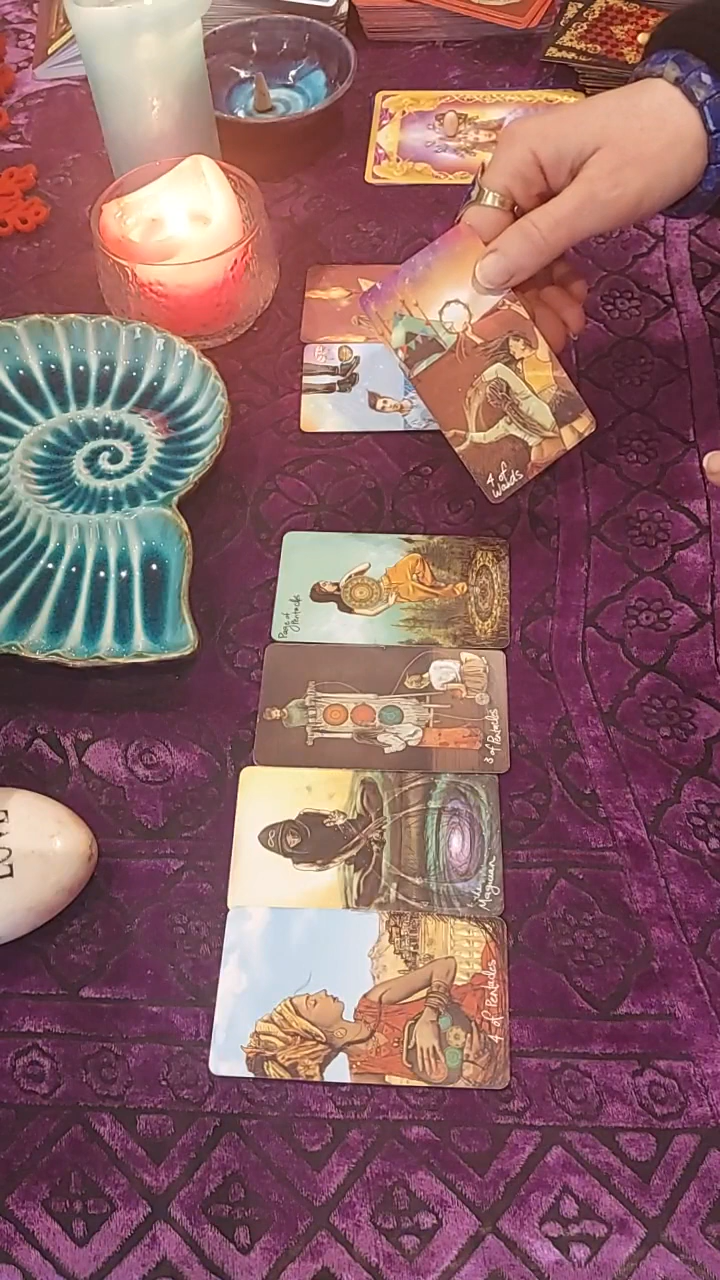 4 of
Wands
Page of
Pentacles
3 of Pentacles
The
Magician
4 of Pentacles
LOVE